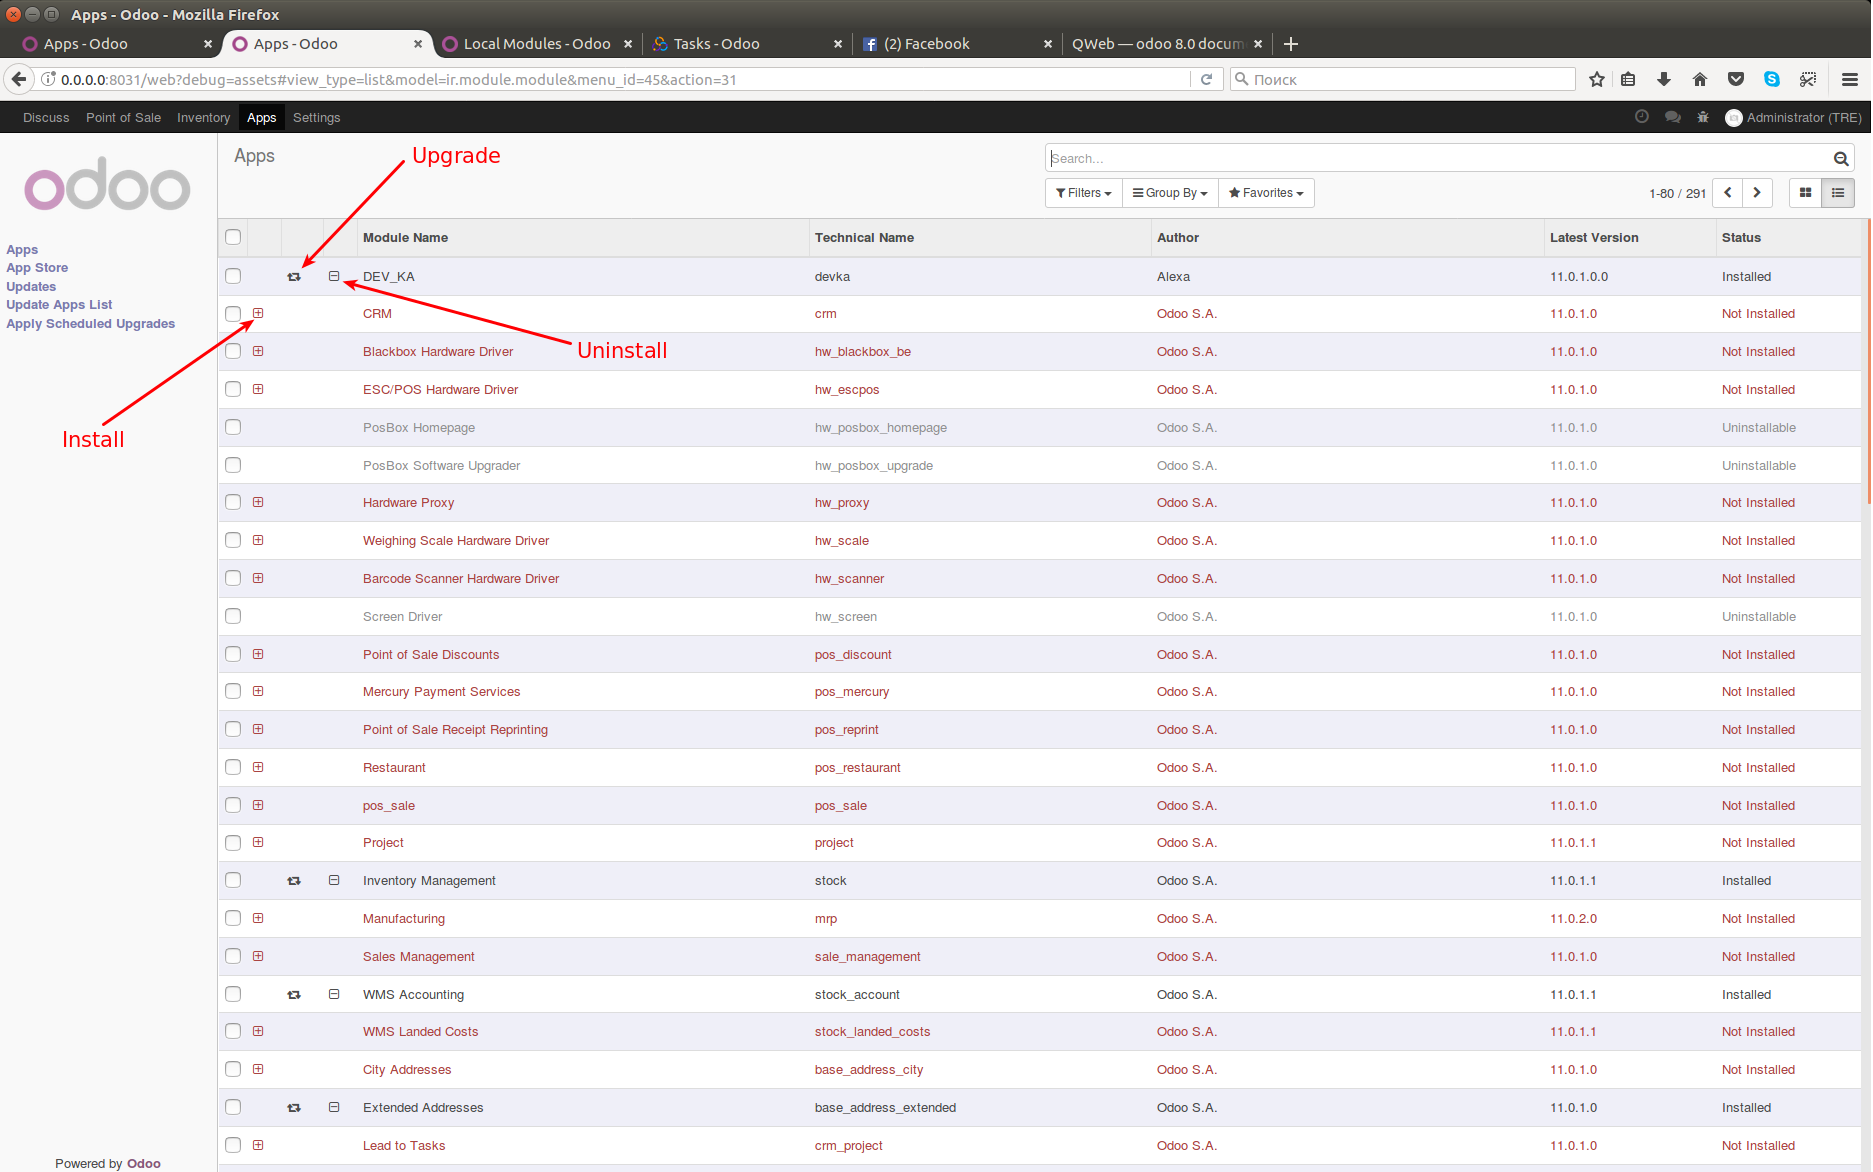 Apps - Odoo - Mozilla Firefox
Apps - Odoo
Apps - Odoo
Local Modules - Odoo
Tasks - Odoo
(2) Facebook
QWeb — odoo 8.0 docum
0.0.0.0:8031/web?debug=assets#view_type=list&model=ir.module.module&menu_id=45&action=31
Поиск
Discuss Point of Sale Inventory Apps Settings
Administrator (TRE)
odoo
Apps
App Store
Updates
Update Apps List
Apply Scheduled Upgrades
Apps
Upgrade
Search...
Filters Group By Favorites
1-80 / 291
Module Name Technical Name Author Latest Version Status
DEV_KA devka Alexa 11.0.1.0.0 Installed
CRM crm Odoo S.A. 11.0.1.0 Not Installed
Uninstall
Blackbox Hardware Driver hw_blackbox_be Odoo S.A. 11.0.1.0 Not Installed
ESC/POS Hardware Driver hw_escpos Odoo S.A. 11.0.1.0 Not Installed
Install
PosBox Homepage hw_posbox_homepage Odoo S.A. 11.0.1.0 Uninstallable
PosBox Software Upgrader hw_posbox_upgrade Odoo S.A. 11.0.1.0 Uninstallable
Hardware Proxy hw_proxy Odoo S.A. 11.0.1.0 Not Installed
Weighing Scale Hardware Driver hw_scale Odoo S.A. 11.0.1.0 Not Installed
Barcode Scanner Hardware Driver hw_scanner Odoo S.A. 11.0.1.0 Not Installed
Screen Driver hw_screen Odoo S.A. 11.0.1.0 Uninstallable
Point of Sale Discounts pos_discount Odoo S.A. 11.0.1.0 Not Installed
Mercury Payment Services pos_mercury Odoo S.A. 11.0.1.0 Not Installed
Point of Sale Receipt Reprinting pos_reprint Odoo S.A. 11.0.1.0 Not Installed
Restaurant pos_restaurant Odoo S.A. 11.0.1.0 Not Installed
pos_sale pos_sale Odoo S.A. 11.0.1.0 Not Installed
Project project Odoo S.A. 11.0.1.1 Not Installed
Inventory Management stock Odoo S.A. 11.0.1.1 Installed
Manufacturing mrp Odoo S.A. 11.0.2.0 Not Installed
Sales Management sale_management Odoo S.A. 11.0.1.0 Not Installed
WMS Accounting stock_account Odoo S.A. 11.0.1.1 Installed
WMS Landed Costs stock_landed_costs Odoo S.A. 11.0.1.1 Not Installed
City Addresses base_address_city Odoo S.A. 11.0.1.0 Not Installed
Extended Addresses base_address_extended Odoo S.A. 11.0.1.0 Installed
Lead to Tasks crm_project Odoo S.A. 11.0.1.0 Not Installed
Powered by Odoo